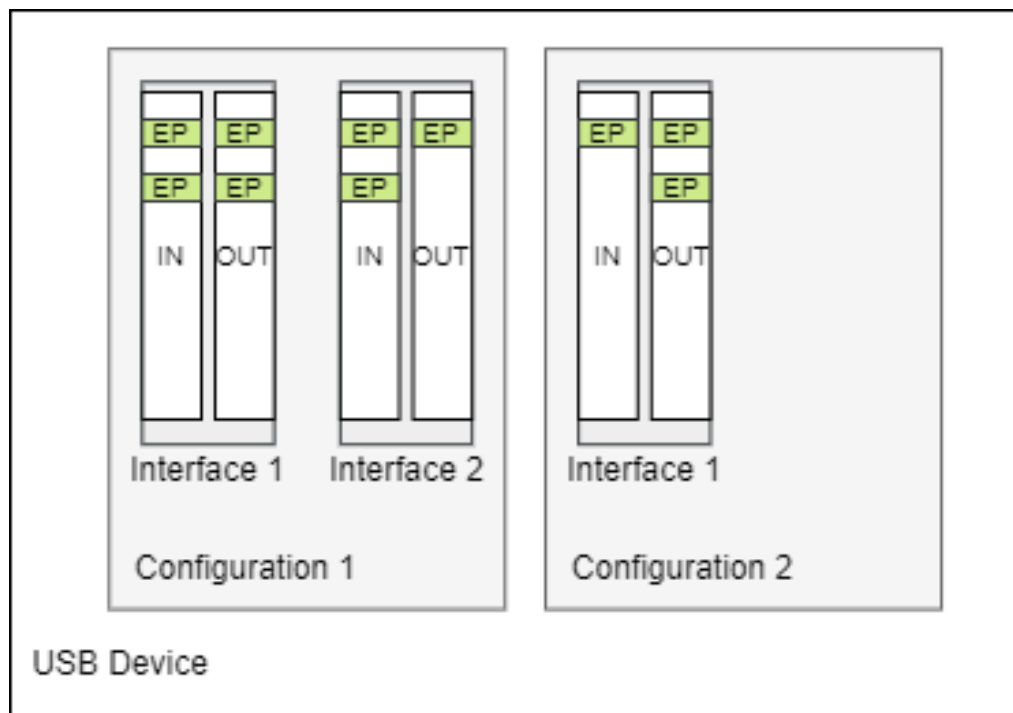 EP EP EP EP EP EP
EP EP EP EP
IN OUT IN OUT IN OUT
Interface 1 Interface 2 Interface 1
Configuration 1 Configuration 2
USB Device